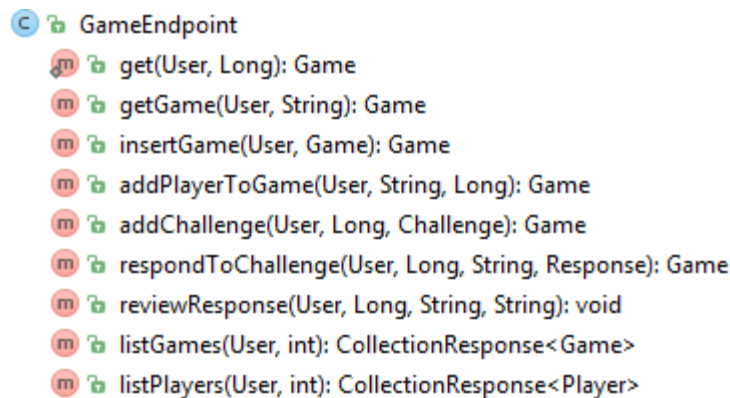 C GameEndpoint
m get(User, Long): Game
m getGame(User, String): Game
m insertGame(User, Game): Game
m addPlayerToGame(User, String, Long): Game
m addChallenge(User, Long, Challenge): Game
m respondToChallenge(User, Long, String, Response): Game
m reviewResponse(User, Long, String, String): void
m listGames(User, int): CollectionResponse<Game>
m listPlayers(User, int): CollectionResponse<Player>